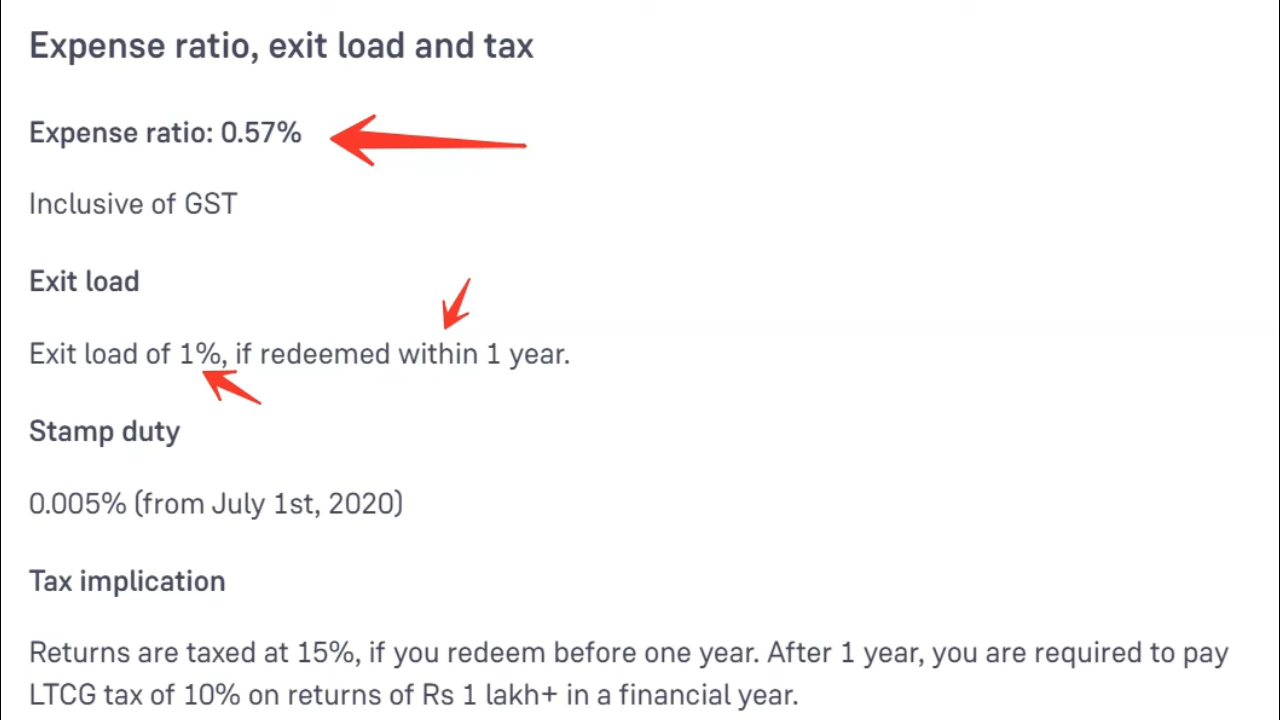 Expense ratio, exit load and tax
Expense ratio: 0.57%
Inclusive of GST
Exit load
Exit load of 1%, if redeemed within 1 year.
Stamp duty
0.005% (from July 1st, 2020)
Tax implication
Returns are taxed at 15%, if you redeem before one year. After 1 year, you are required to pay
LTCG tax of 10% on returns of Rs 1 lakh+ in a financial year.